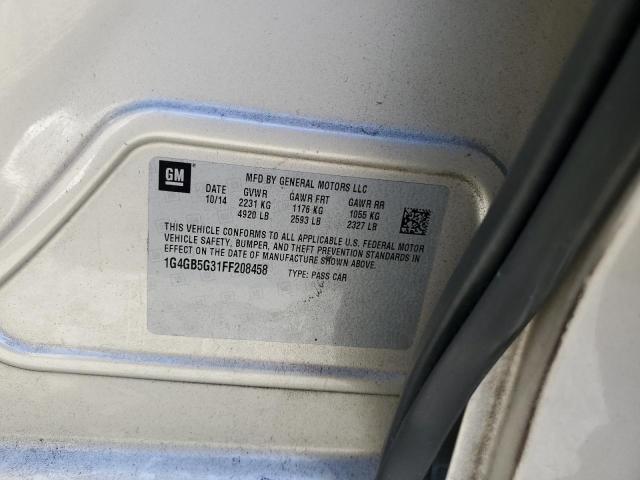 GM
MFD BY GENERAL MOTORS LLC
DATE GVWR GAWR FRT GAWR RR
10/14 2231 KG 1176 KG 1055 KG
4920 LB 2593 LB 2327 LB
THIS VEHICLE CONFORMS TO ALL APPLICABLE U.S. FEDERAL MOTOR
VEHICLE SAFETY, BUMPER, AND THEFT PREVENTION STANDARDS IN
EFFECT ON THE DATE OF MANUFACTURE SHOWN ABOVE.
1G4GB5G31FF208458 TYPE: PASS CAR